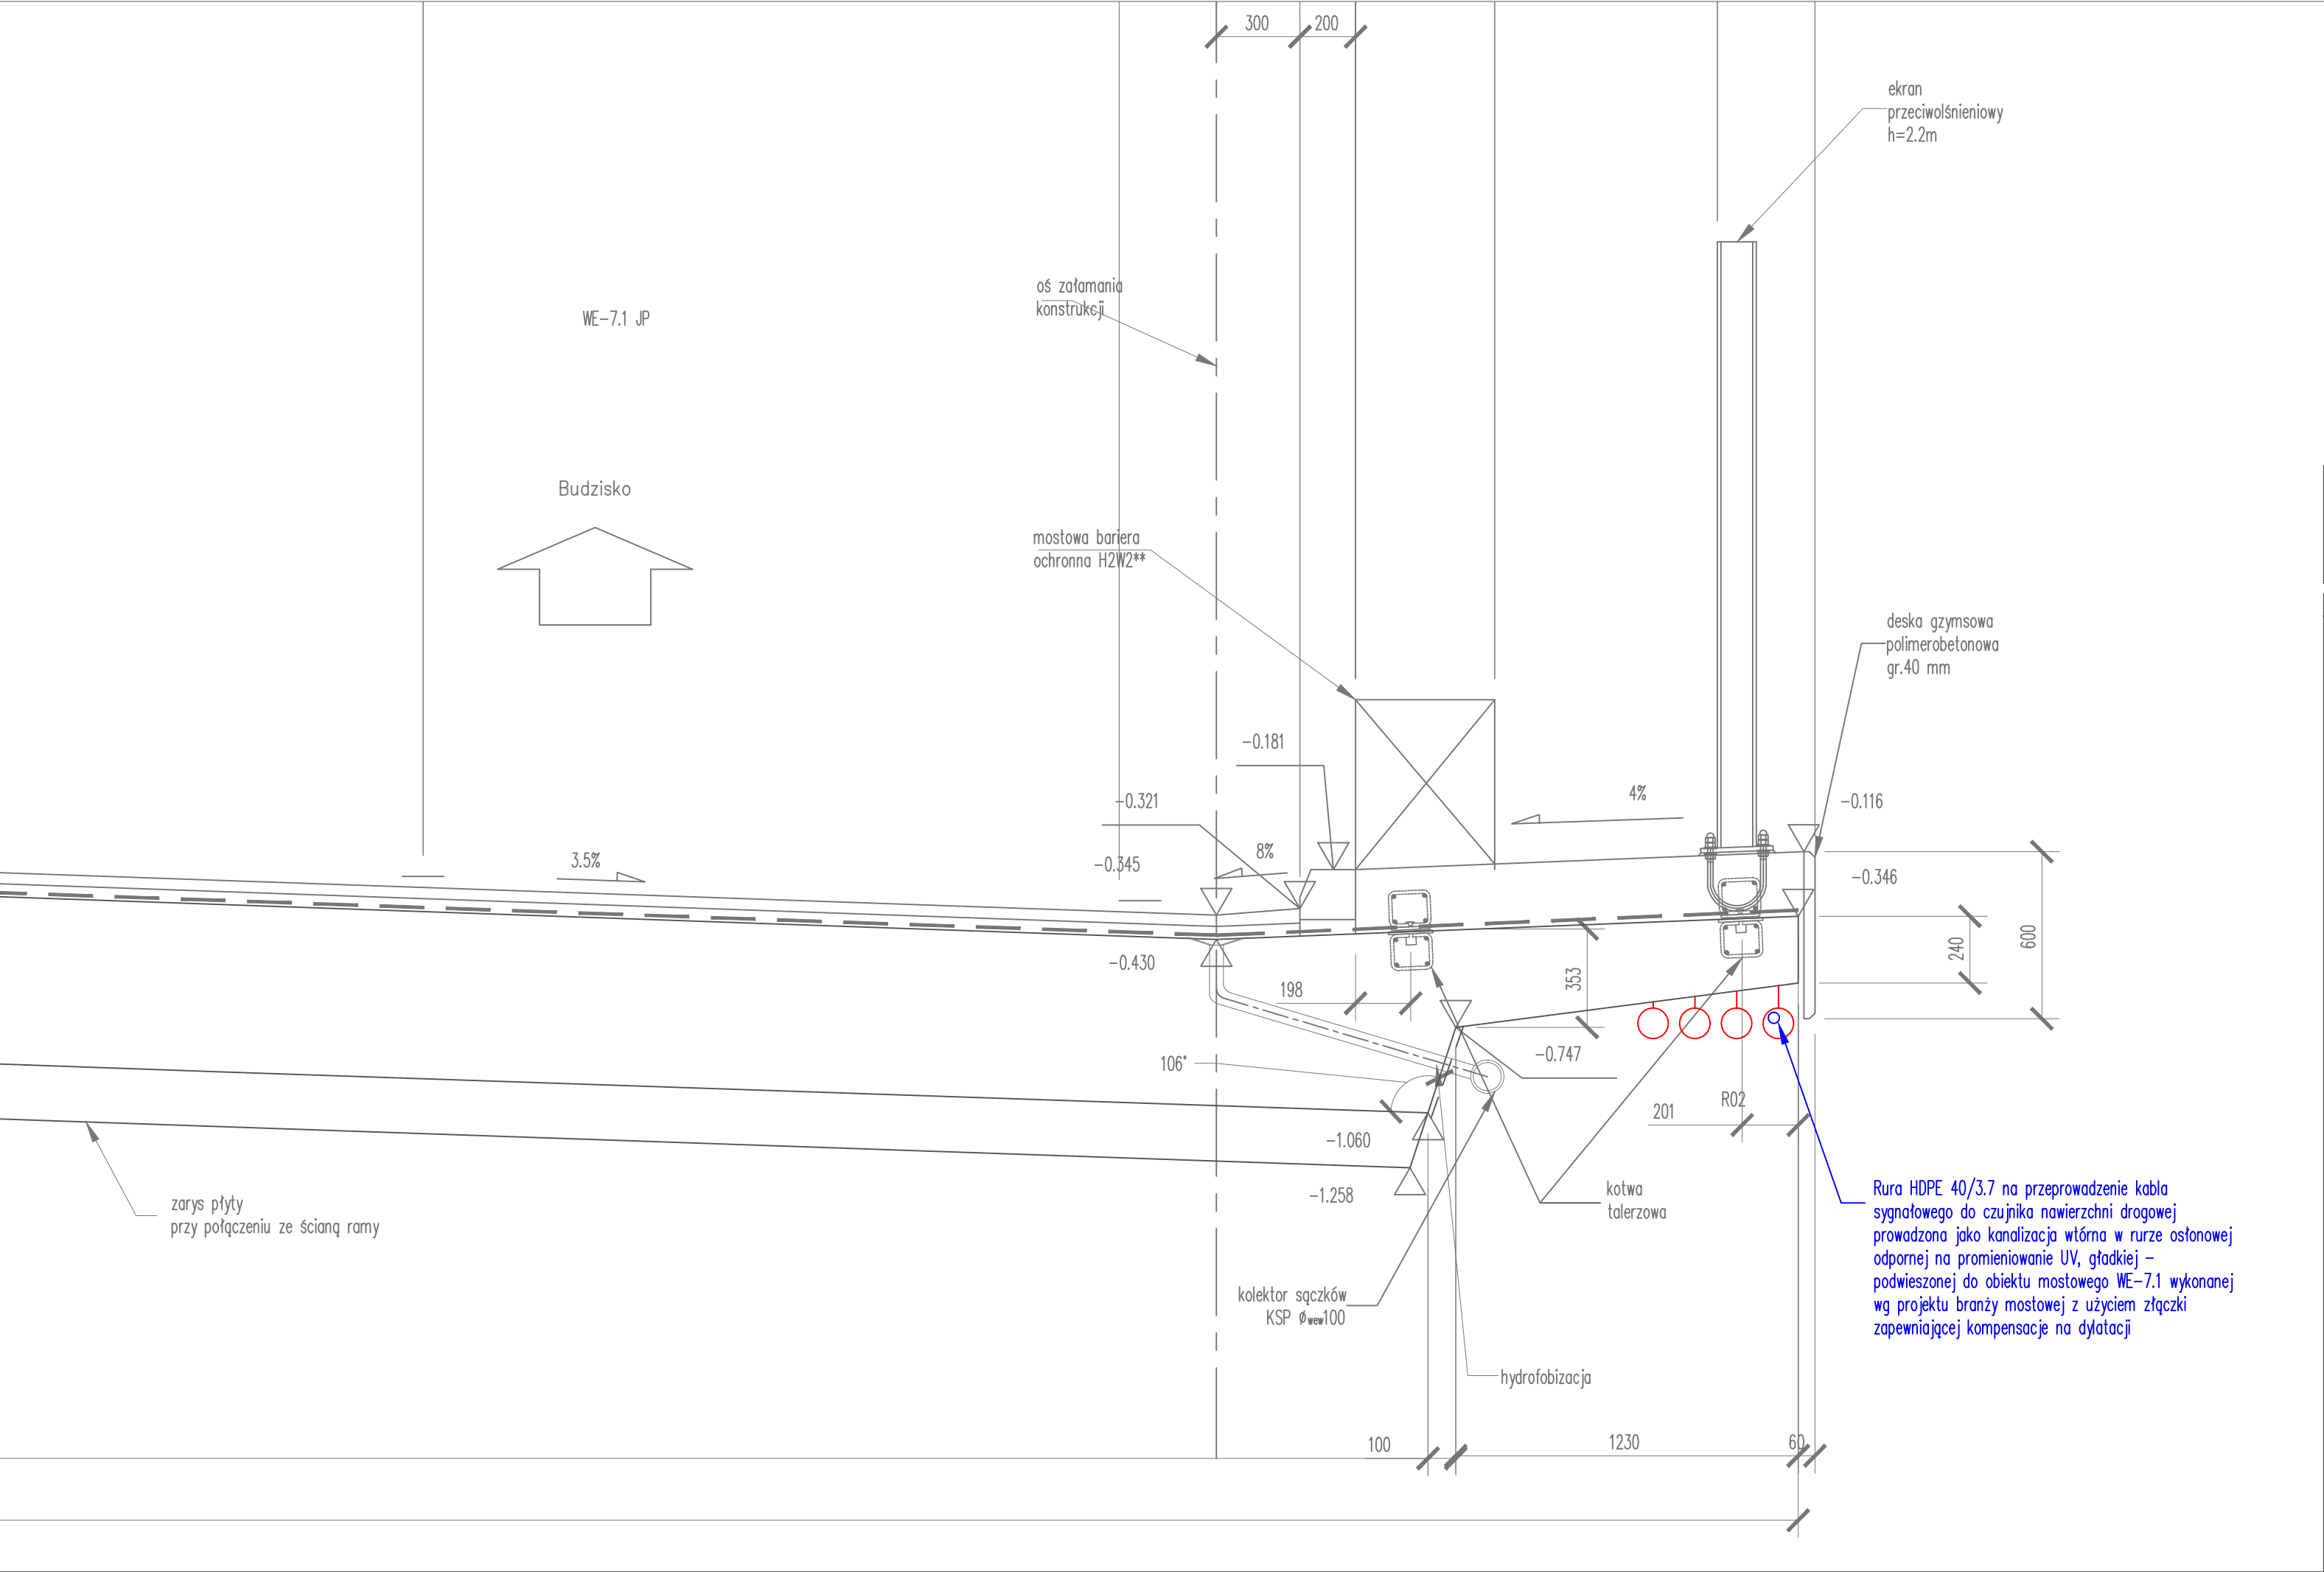 300
200
ekran
przeciwolśnieniowy
h=2.2m
oś załamania
konstrukcji
WE-7.1 JP
Budzisko
mostowa bariera
ochronna H2W2**
deska gzymsowa
polimerobetonowa
gr.40 mm
-0.181
4%
-0.321
-0.116
3.5%
-0.345
8%
-0.346
-0.430
198
353
240
600
106°
-0.747
R02
201
-1.060
-1.258
zarys płyty
przy połączeniu ze ścianą ramy
kotwa
talerzowa
Rura HDPE 40/3.7 na przeprowadzenie kabla
sygnałowego do czujnika nawierzchni drogowej
prowadzona jako kanalizacja wtórna w rurze osłonowej
odpornej na promieniowanie UV, gładkiej -
podwieszonej do obiektu mostowego WE-7.1 wykonanej
wg projektu branży mostowej z użyciem złączki
zapewniającej kompensacje na dylatacji
kolektor sączków
KSP Øwew100
hydrofobizacja
100
1230
60